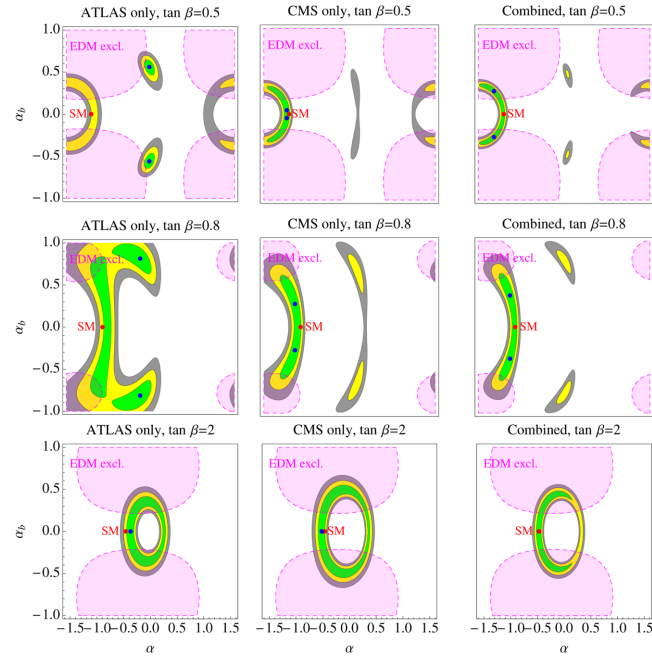 ATLAS only, tan β=0.5
CMS only, tan β=0.5
Combined, tan β=0.5
1.0
EDM excl.
EDM excl.
EDM excl.
0.5
α_b
0.0
SM
SM
SM
−0.5
−1.0
ATLAS only, tan β=0.8
CMS only, tan β=0.8
Combined, tan β=0.8
1.0
EDM excl.
EDM excl.
EDM excl.
0.5
α_b
0.0
SM
SM
SM
−0.5
−1.0
ATLAS only, tan β=2
CMS only, tan β=2
Combined, tan β=2
1.0
EDM excl.
EDM excl.
EDM excl.
0.5
α_b
0.0
SM
SM
SM
−0.5
−1.0
−1.5 −1.0 −0.5 0.0 0.5 1.0 1.5
−1.5 −1.0 −0.5 0.0 0.5 1.0 1.5
−1.5 −1.0 −0.5 0.0 0.5 1.0 1.5
α
α
α